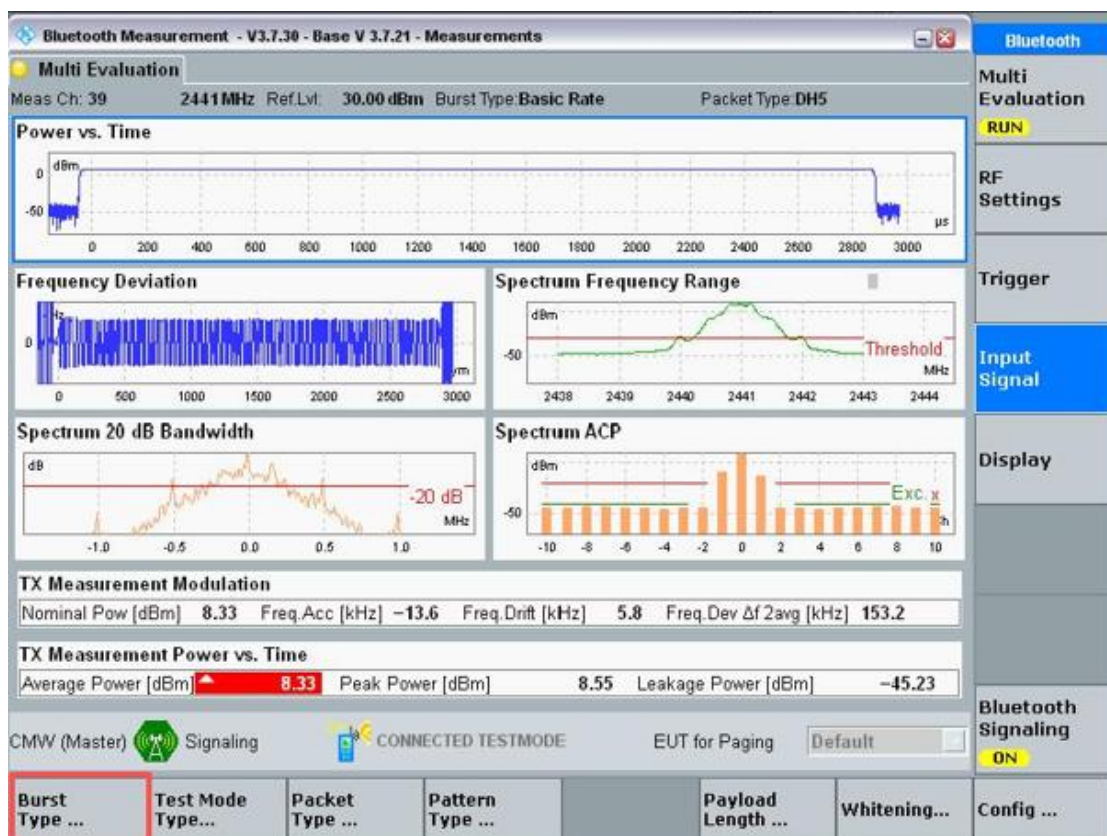 Bluetooth Measurement - V3.7.30 - Base V 3.7.21 - Measurements
Bluetooth
Multi Evaluation
Multi
Evaluation
RUN
Meas Ch: 39 2441MHz Ref.Lvl: 30.00 dBm Burst Type:Basic Rate Packet Type:DH5
Power vs. Time
dBm
0
-50
µs
0 200 400 600 800 1000 1200 1400 1600 1800 2000 2200 2400 2600 2800 3000
RF
Settings
Frequency Deviation
0
0 500 1000 1500 2000 2500 3000
Spectrum Frequency Range
dBm
-50
Threshold
MHz
2438 2439 2440 2441 2442 2443 2444
Trigger
Input
Signal
Spectrum 20 dB Bandwidth
dB
-20 dB
MHz
-1.0 -0.5 0.0 0.5 1.0
Spectrum ACP
dBm
-50
Exc. x
-10 -8 -6 -4 -2 0 2 4 6 8 10
Display
TX Measurement Modulation
Nominal Pow [dBm] 8.33 Freq.Acc [kHz] −13.6 Freq.Drift [kHz] 5.8 Freq.Dev Δf 2avg [kHz] 153.2
TX Measurement Power vs. Time
Average Power [dBm] 8.33 Peak Power [dBm] 8.55 Leakage Power [dBm] −45.23
CMW (Master) Signaling CONNECTED TESTMODE EUT for Paging Default
Bluetooth
Signaling
ON
Burst
Type ...
Test Mode
Type...
Packet
Type ...
Pattern
Type ...
Payload
Length ...
Whitening...
Config ...